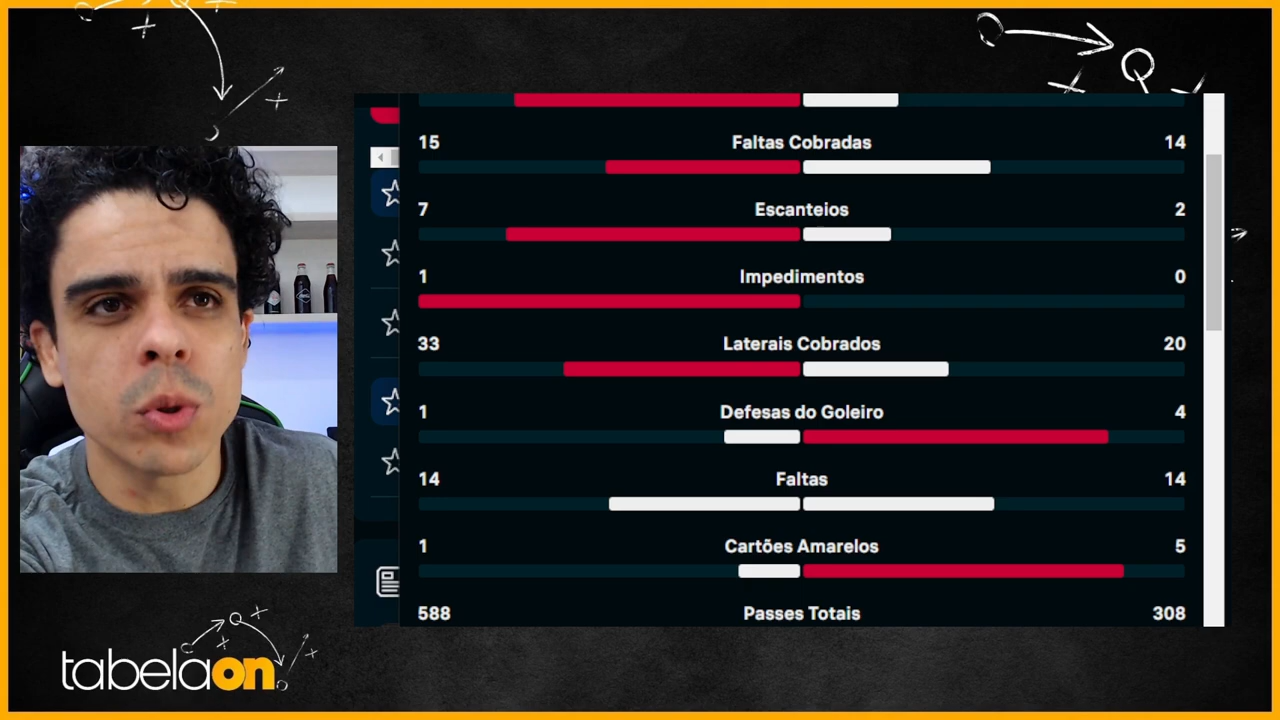 15 Faltas Cobradas 14
7 Escanteios 2
1 Impedimentos 0
33 Laterais Cobrados 20
1 Defesas do Goleiro 4
14 Faltas 14
1 Cartões Amarelos 5
588 Passes Totais 308
tabelaon